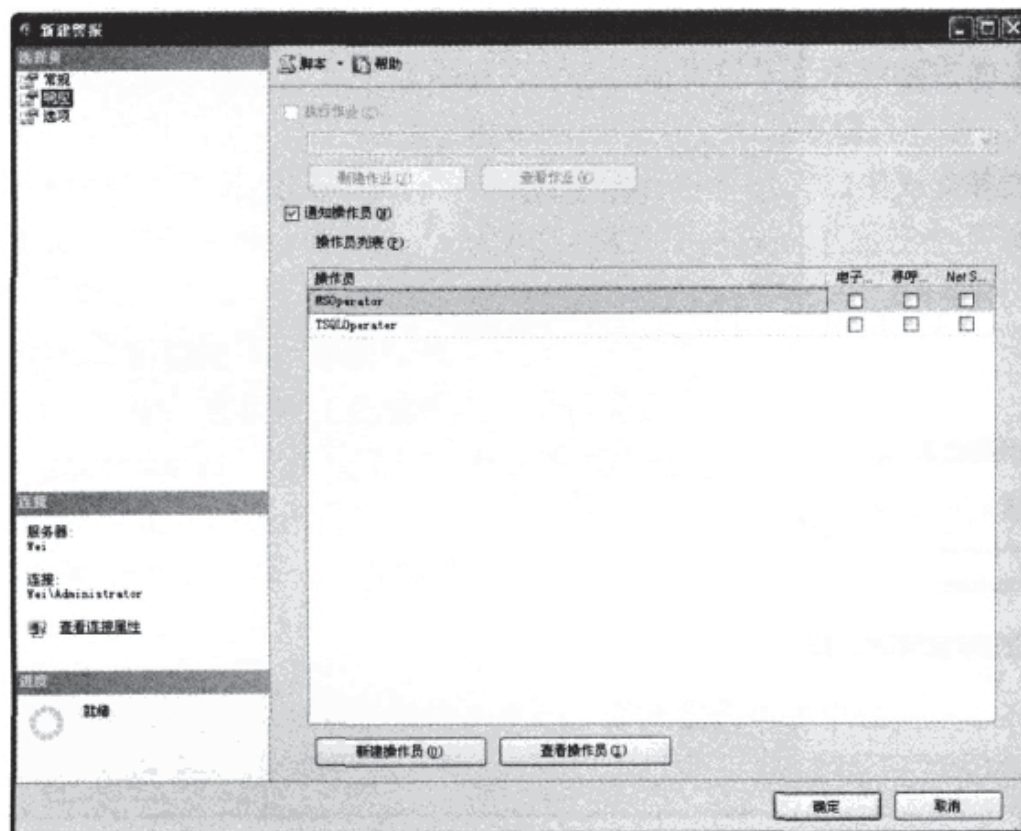 新建警报
选择页
常规
响应
选项
脚本
帮助
执行作业(E)
新建作业(J)
查看作业(V)
通知操作员(N)
操作员列表(P):
操作员
电子...
寻呼...
Net S...
MSOperator
TSQLOperater
连接
服务器:
Wei
连接:
Wei\Administrator
查看连接属性
进度
就绪
新建操作员(O)
查看操作员(I)
确定
取消